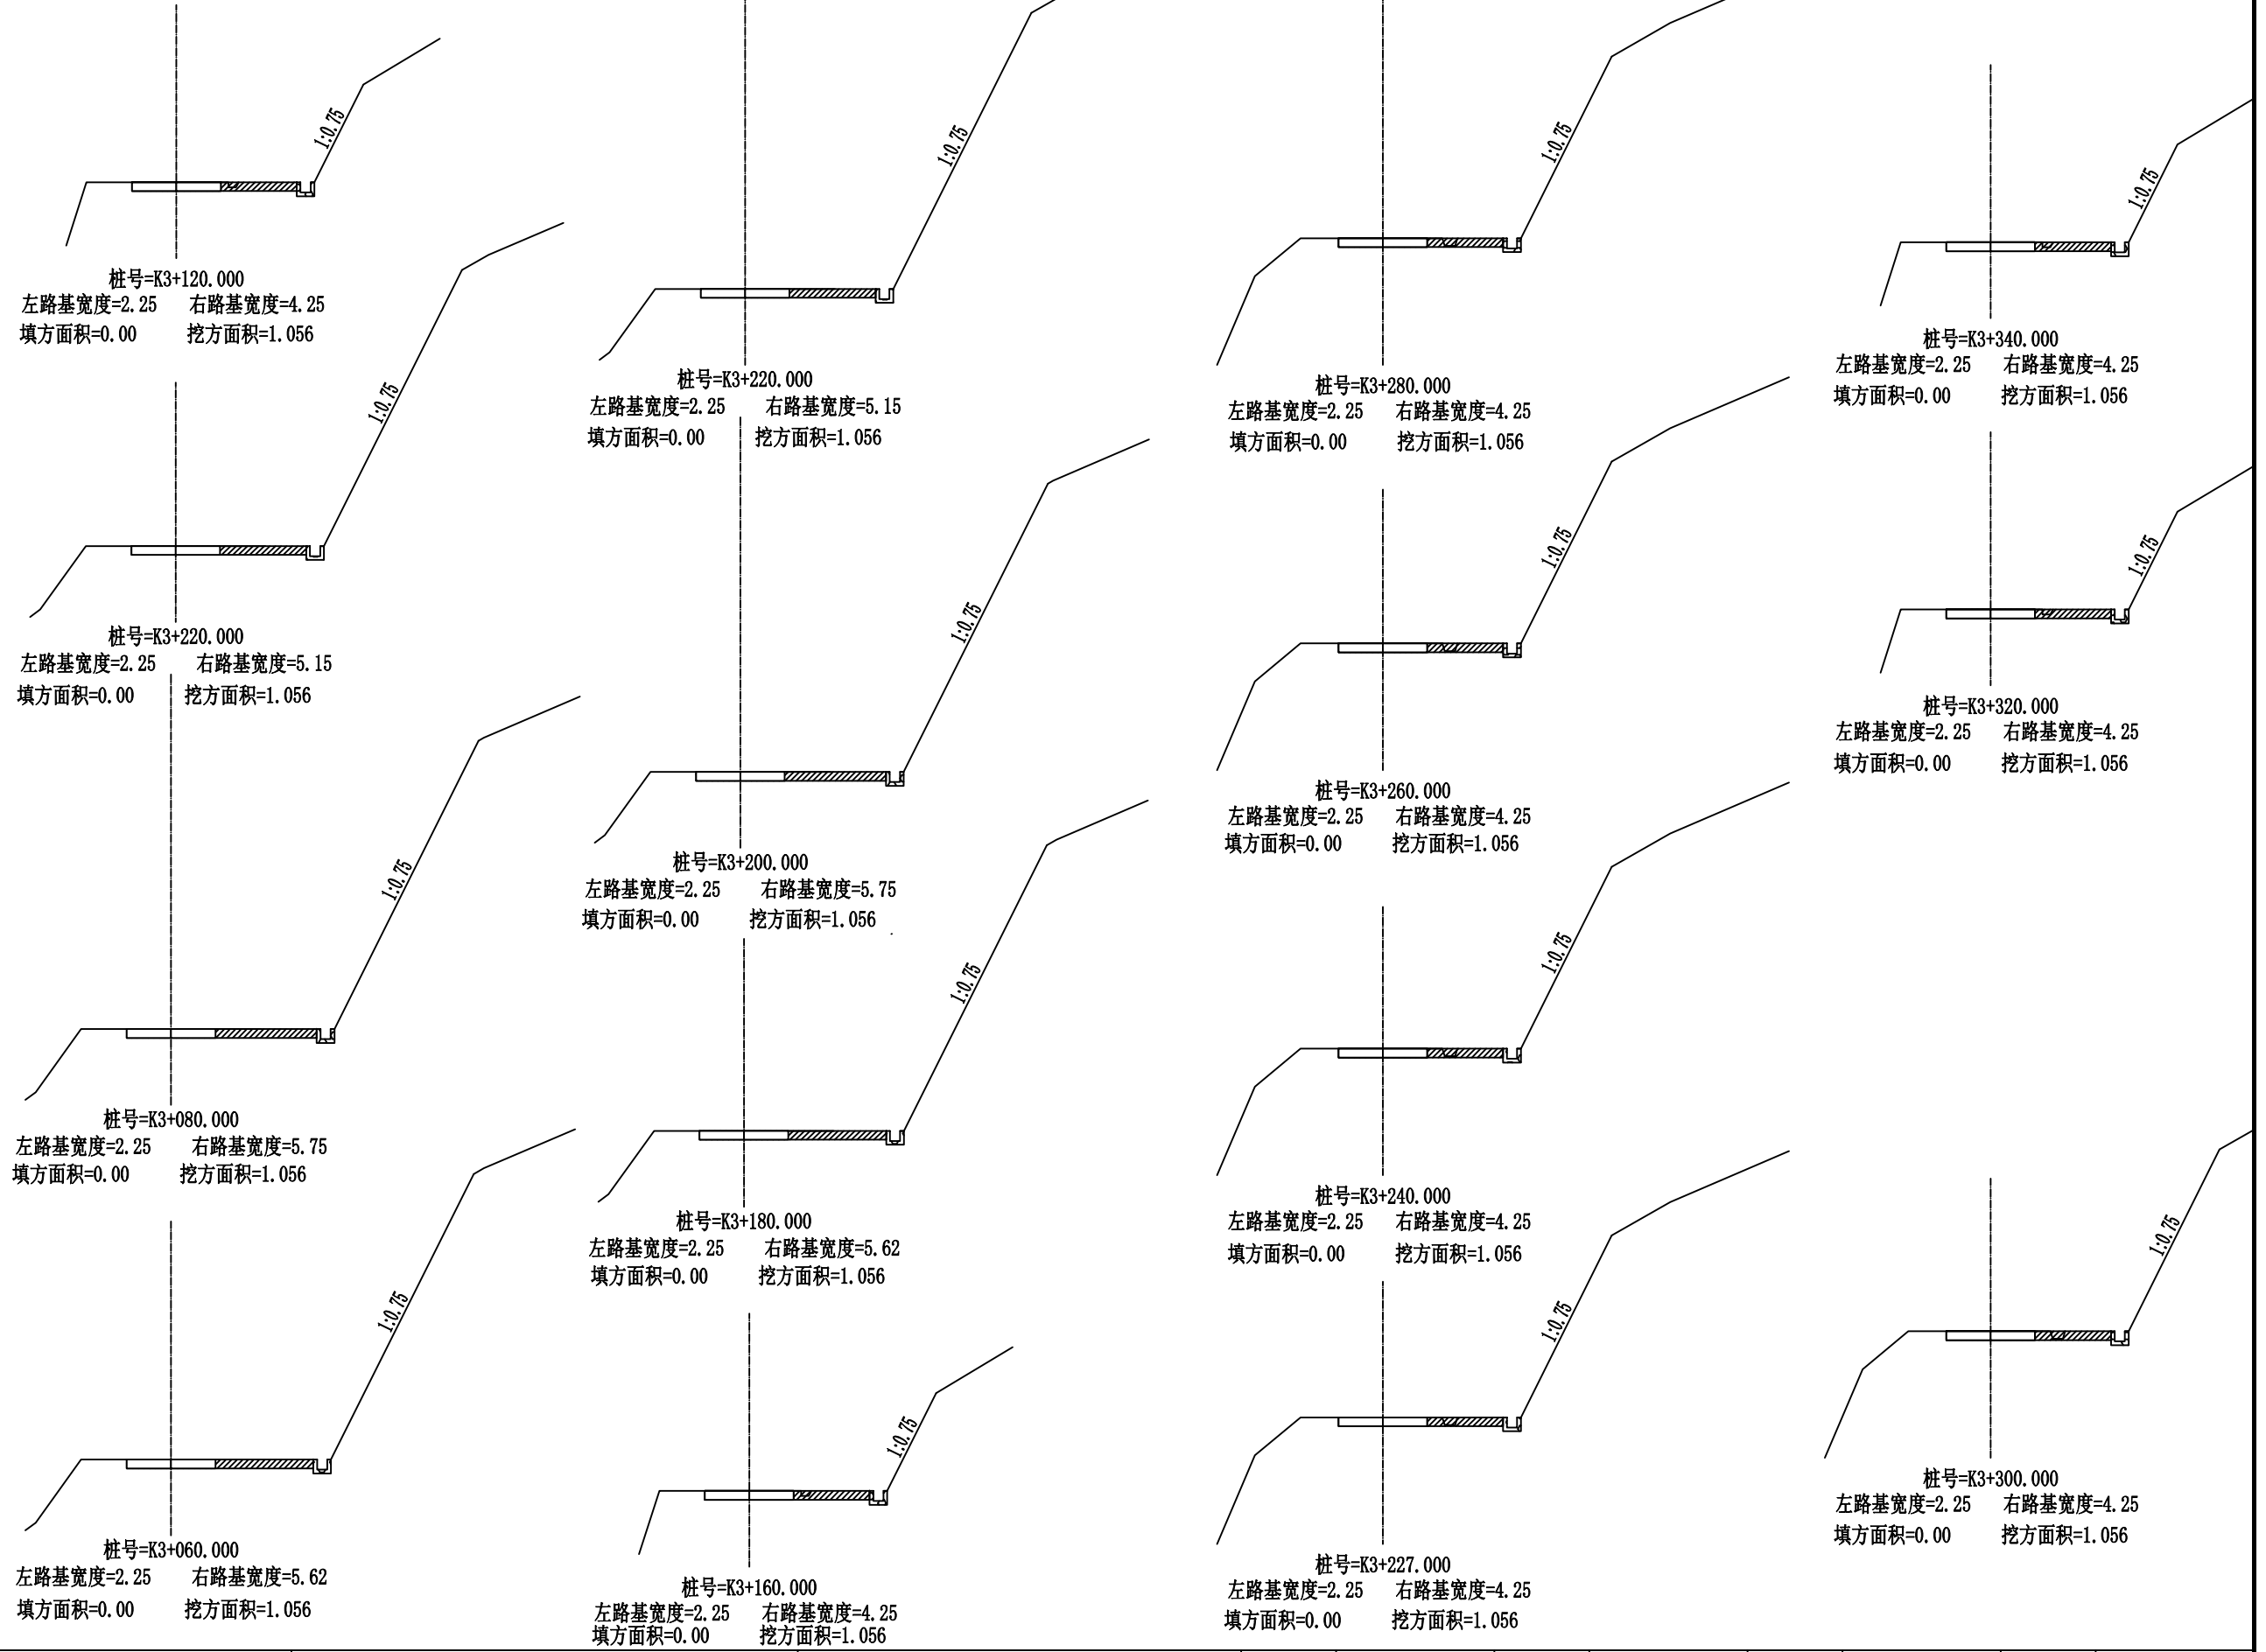 1:0.75
桩号=K3+120.000
左路基宽度=2.25 右路基宽度=4.25
填方面积=0.00 挖方面积=1.056
1:0.75
桩号=K3+220.000
左路基宽度=2.25 右路基宽度=5.15
填方面积=0.00 挖方面积=1.056
1:0.75
桩号=K3+080.000
左路基宽度=2.25 右路基宽度=5.75
填方面积=0.00 挖方面积=1.056
1:0.75
桩号=K3+060.000
左路基宽度=2.25 右路基宽度=5.62
填方面积=0.00 挖方面积=1.056
1:0.75
桩号=K3+220.000
左路基宽度=2.25 右路基宽度=5.15
填方面积=0.00 挖方面积=1.056
1:0.75
桩号=K3+200.000
左路基宽度=2.25 右路基宽度=5.75
填方面积=0.00 挖方面积=1.056
1:0.75
桩号=K3+180.000
左路基宽度=2.25 右路基宽度=5.62
填方面积=0.00 挖方面积=1.056
1:0.75
桩号=K3+160.000
左路基宽度=2.25 右路基宽度=4.25
填方面积=0.00 挖方面积=1.056
1:0.75
桩号=K3+280.000
左路基宽度=2.25 右路基宽度=4.25
填方面积=0.00 挖方面积=1.056
1:0.75
桩号=K3+260.000
左路基宽度=2.25 右路基宽度=4.25
填方面积=0.00 挖方面积=1.056
1:0.75
桩号=K3+240.000
左路基宽度=2.25 右路基宽度=4.25
填方面积=0.00 挖方面积=1.056
1:0.75
桩号=K3+227.000
左路基宽度=2.25 右路基宽度=4.25
填方面积=0.00 挖方面积=1.056
1:0.75
桩号=K3+340.000
左路基宽度=2.25 右路基宽度=4.25
填方面积=0.00 挖方面积=1.056
1:0.75
桩号=K3+320.000
左路基宽度=2.25 右路基宽度=4.25
填方面积=0.00 挖方面积=1.056
1:0.75
桩号=K3+300.000
左路基宽度=2.25 右路基宽度=4.25
填方面积=0.00 挖方面积=1.056